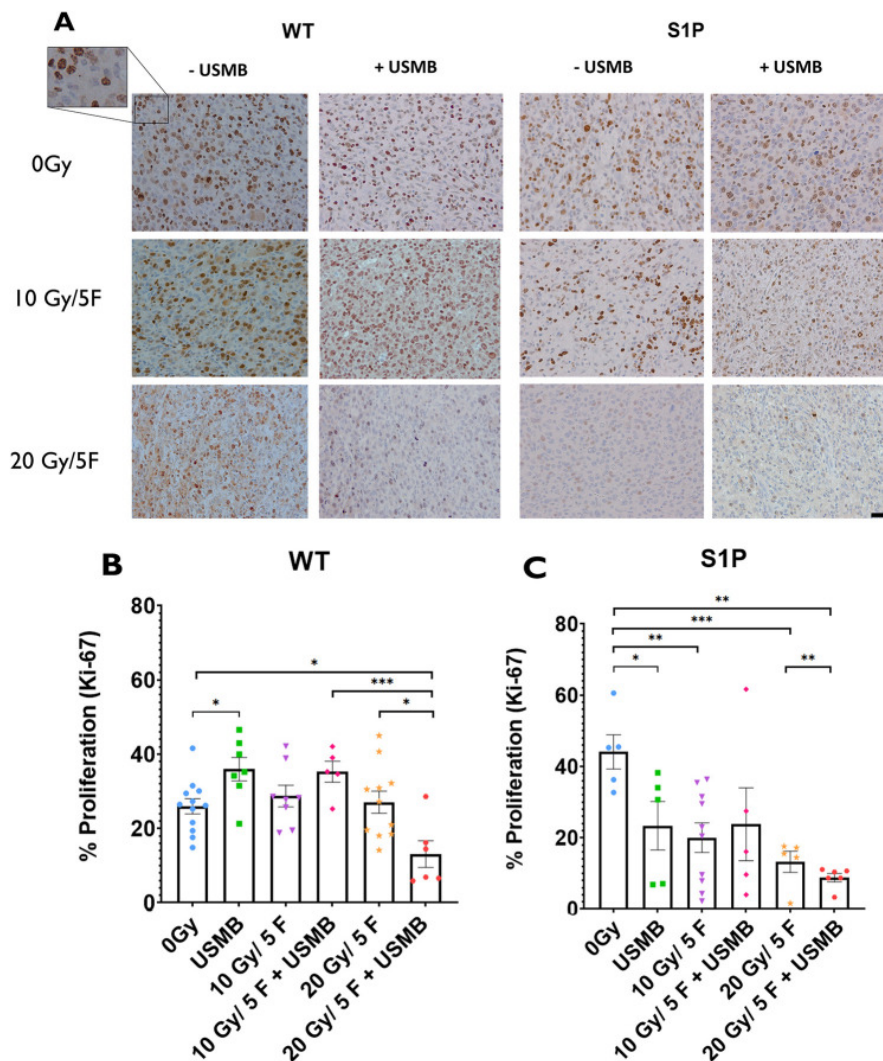 A
WT
S1P
- USMB
+ USMB
- USMB
+ USMB
0Gy
10 Gy/5F
20 Gy/5F
B
WT
% Proliferation (Ki-67)
80
60
40
20
0
*
***
*
*
0Gy
USMB
10 Gy/ 5 F
10 Gy/ 5 F + USMB
20 Gy/ 5 F
20 Gy/ 5 F + USMB
C
S1P
% Proliferation (Ki-67)
80
60
40
20
0
**
***
**
*
**
0Gy
USMB
10 Gy/ 5 F
10 Gy/ 5 F + USMB
20 Gy/ 5 F
20 Gy/ 5 F + USMB